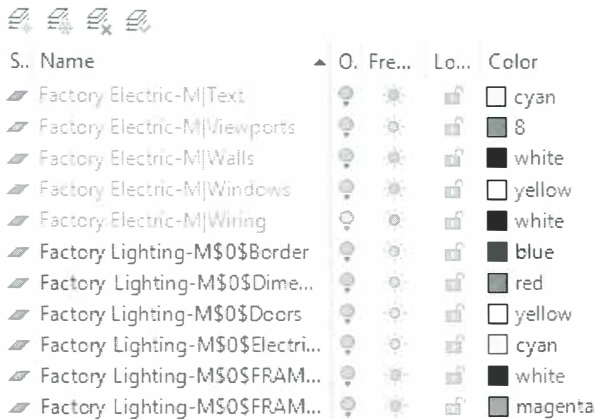 S.. Name O. Fre... Lo... Color
Factory Electric-M|Text cyan
Factory Electric-M|Viewports 8
Factory Electric-M|Walls white
Factory Electric-M|Windows yellow
Factory Electric-M|Wiring white
Factory Lighting-M$0$Border blue
Factory Lighting-M$0$Dime... red
Factory Lighting-M$0$Doors yellow
Factory Lighting-M$0$Electri... cyan
Factory Lighting-M$0$FRAM... white
Factory Lighting-M$0$FRAM... magenta